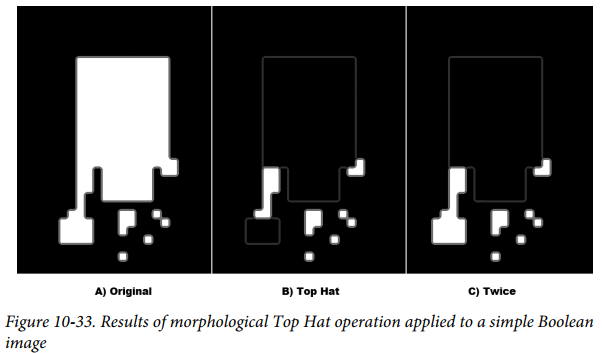 A) Original B) Top Hat C) Twice
Figure 10-33. Results of morphological Top Hat operation applied to a simple Boolean
image